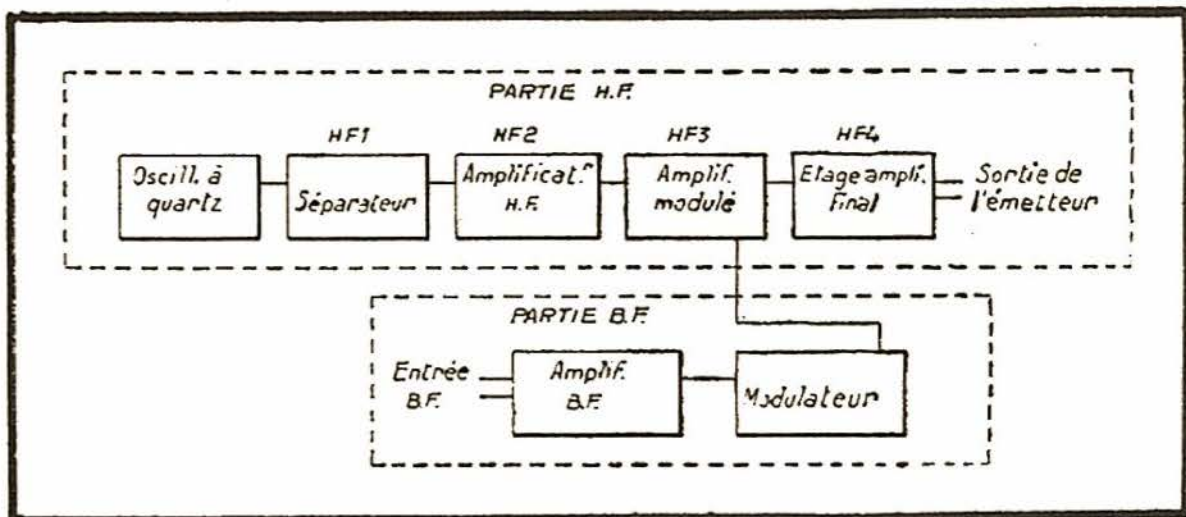 PARTIE H.F.
HF1
HF2
HF3
HF4
Oscill. à
quartz
Séparateur
Amplificat.r
H.F.
Amplif.
modulé
Etage ampli.
final
Sortie de
l'émetteur
PARTIE B.F.
Entrée
B.F.
Amplif.
B.F.
Modulateur